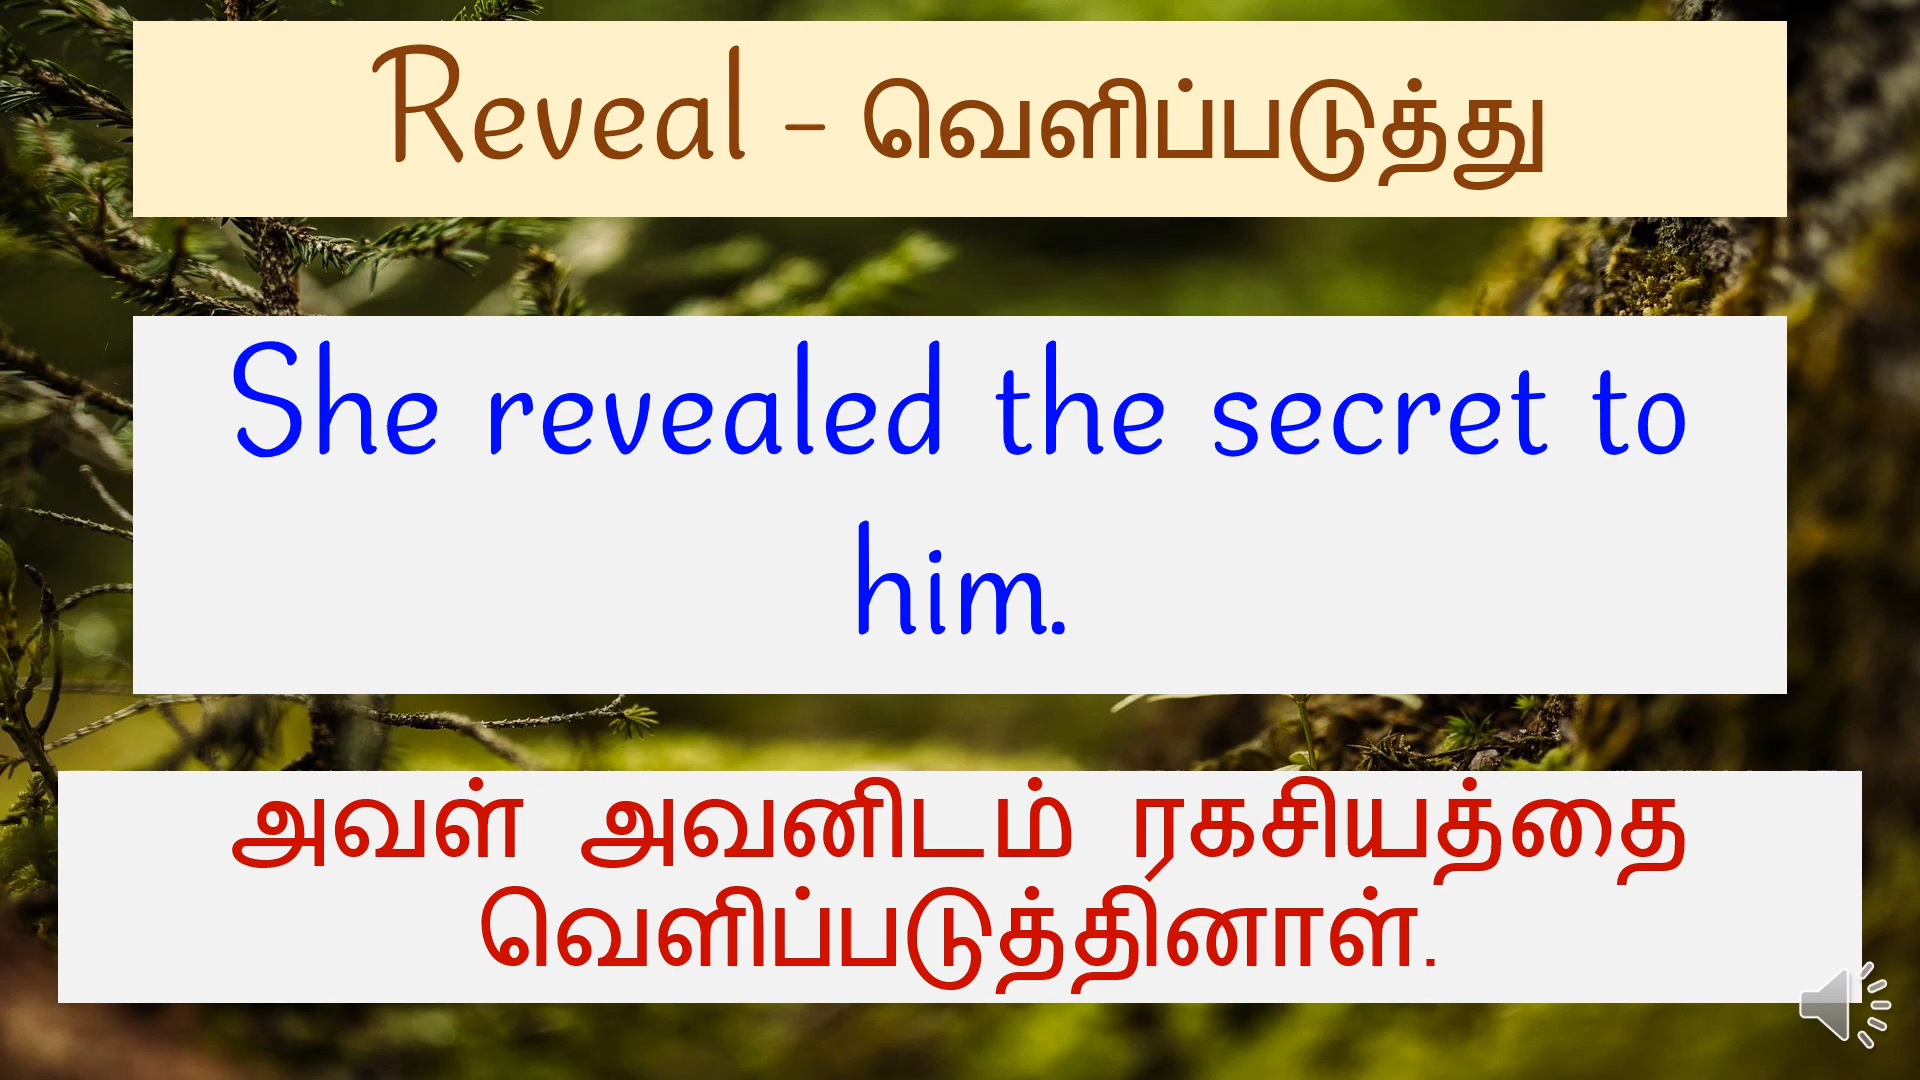 Reveal - வெளிப்படுத்து
She revealed the secret to
him.
அவள் அவனிடம் ரகசியத்தை
வெளிப்படுத்தினாள்.